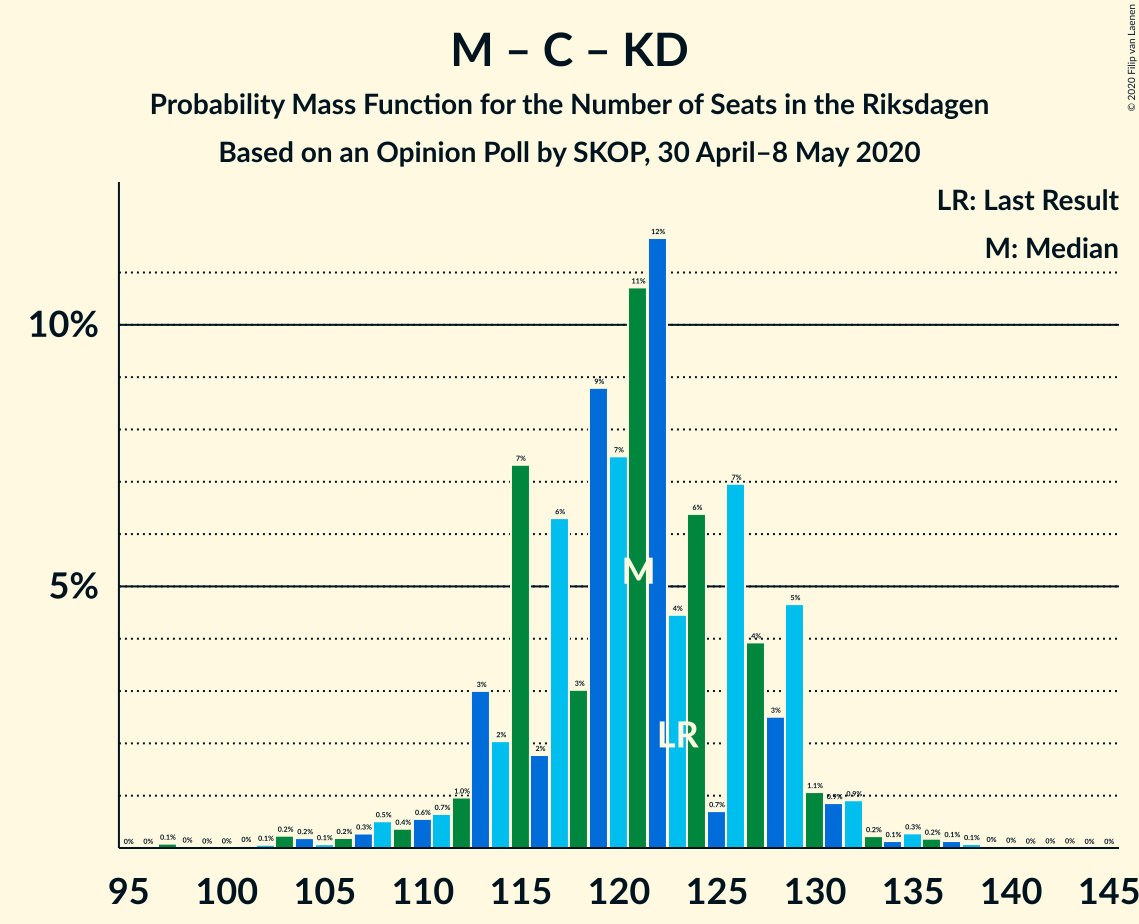 © 2020 Filip van Laenen
M – C – KD
Probability Mass Function for the Number of Seats in the Riksdagen
Based on an Opinion Poll by SKOP, 30 April–8 May 2020
LR: Last Result
M: Median
10%
5%
0% 0% 0.1% 0% 0% 0% 0% 0.1% 0.2% 0.2% 0.1% 0.2% 0.3% 0.5% 0.4% 0.6% 0.7% 1.0% 3% 2% 7% 2% 6% 3% 9% 7% 11% 12% 4% 6% 0.7% 7% 4% 3% 5% 1.1% 0.9% 0.9% 0.2% 0.1% 0.3% 0.2% 0.1% 0.1% 0% 0% 0% 0% 0% 0% 0%
M
LR
95 100 105 110 115 120 125 130 135 140 145